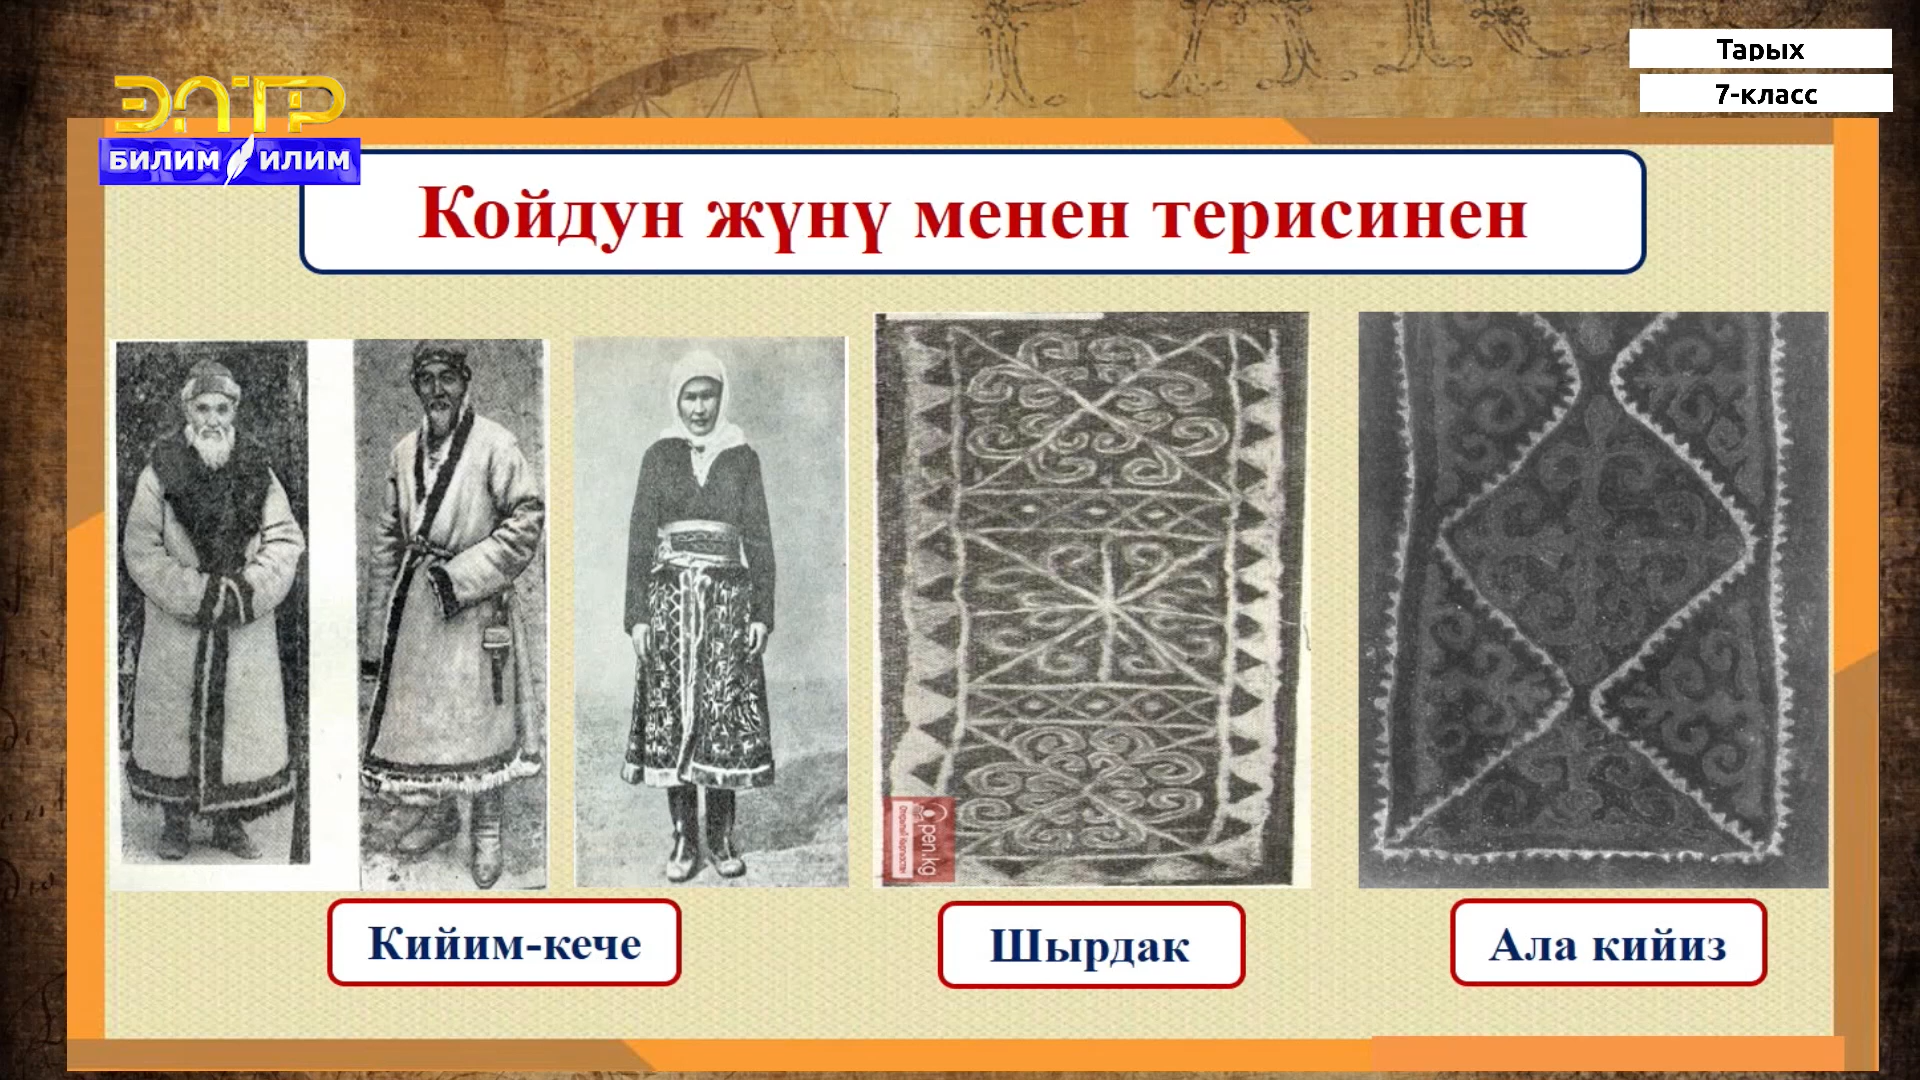 Тарых
7-класс
ЭЛТР
БИЛИМ ИЛИМ
Койдун жүнү менен терисинен
Open.kg
Кийим-кече
Шырдак
Ала кийиз